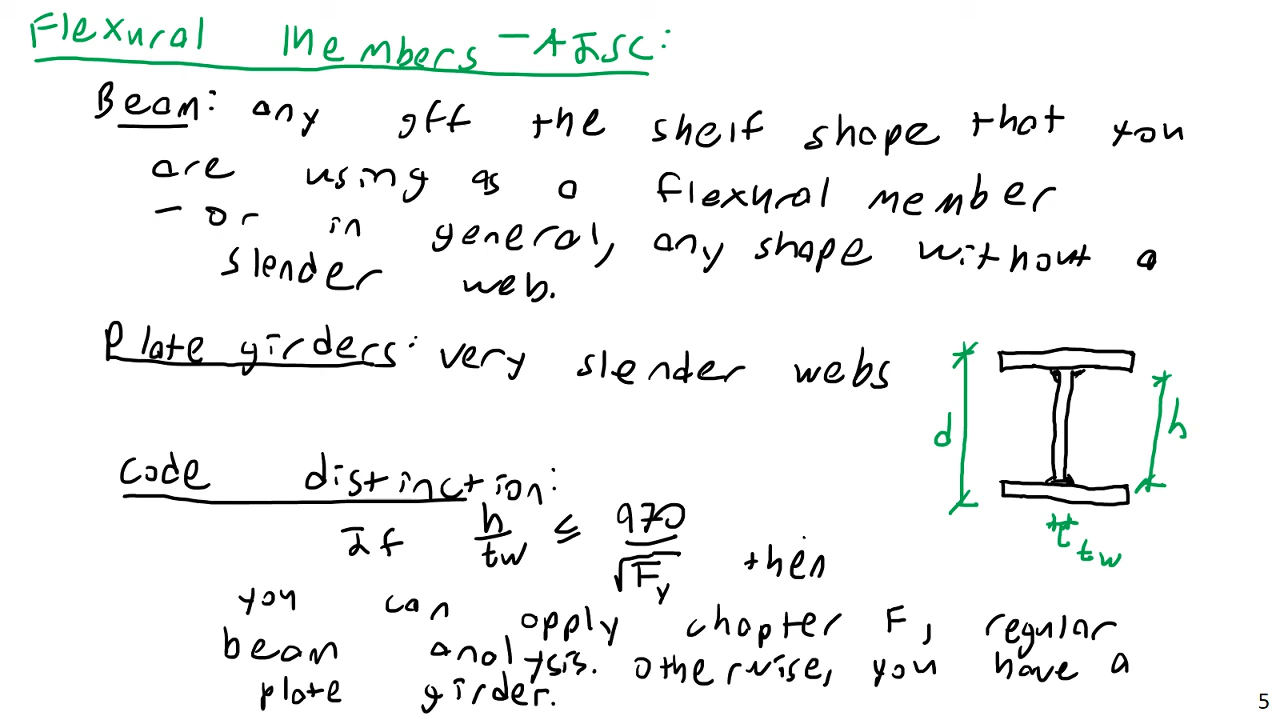 Flexural Members - AISC:
Beam: any off the shelf shape that you
are using as a flexural member
- or in general, any shape without a
slender web.
Plate girders: very slender webs
d
h
tw
Code distinction:
If h/tw ≤ 970/√Fy then
you can apply chapter F, regular
beam analysis. otherwise, you have a
plate girder.
5